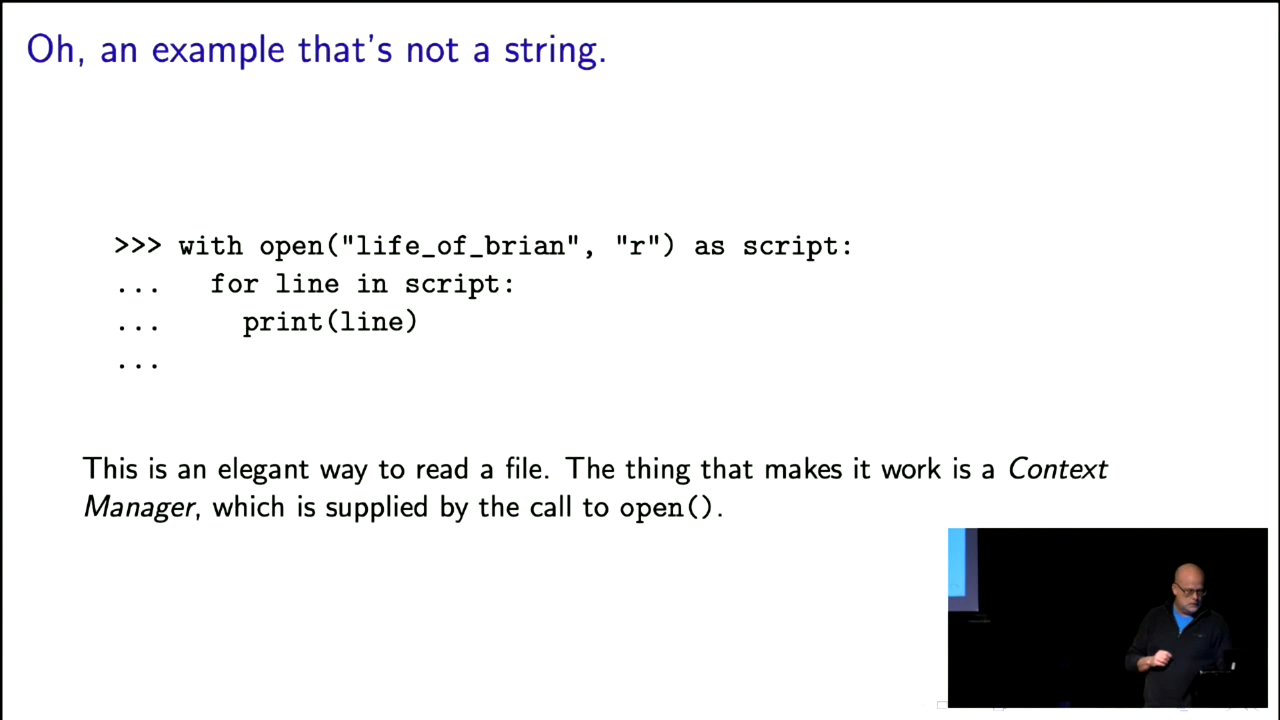 Oh, an example that's not a string.
>>> with open("life_of_brian", "r") as script:
...   for line in script:
...     print(line)
...
This is an elegant way to read a file. The thing that makes it work is a Context
Manager, which is supplied by the call to open().